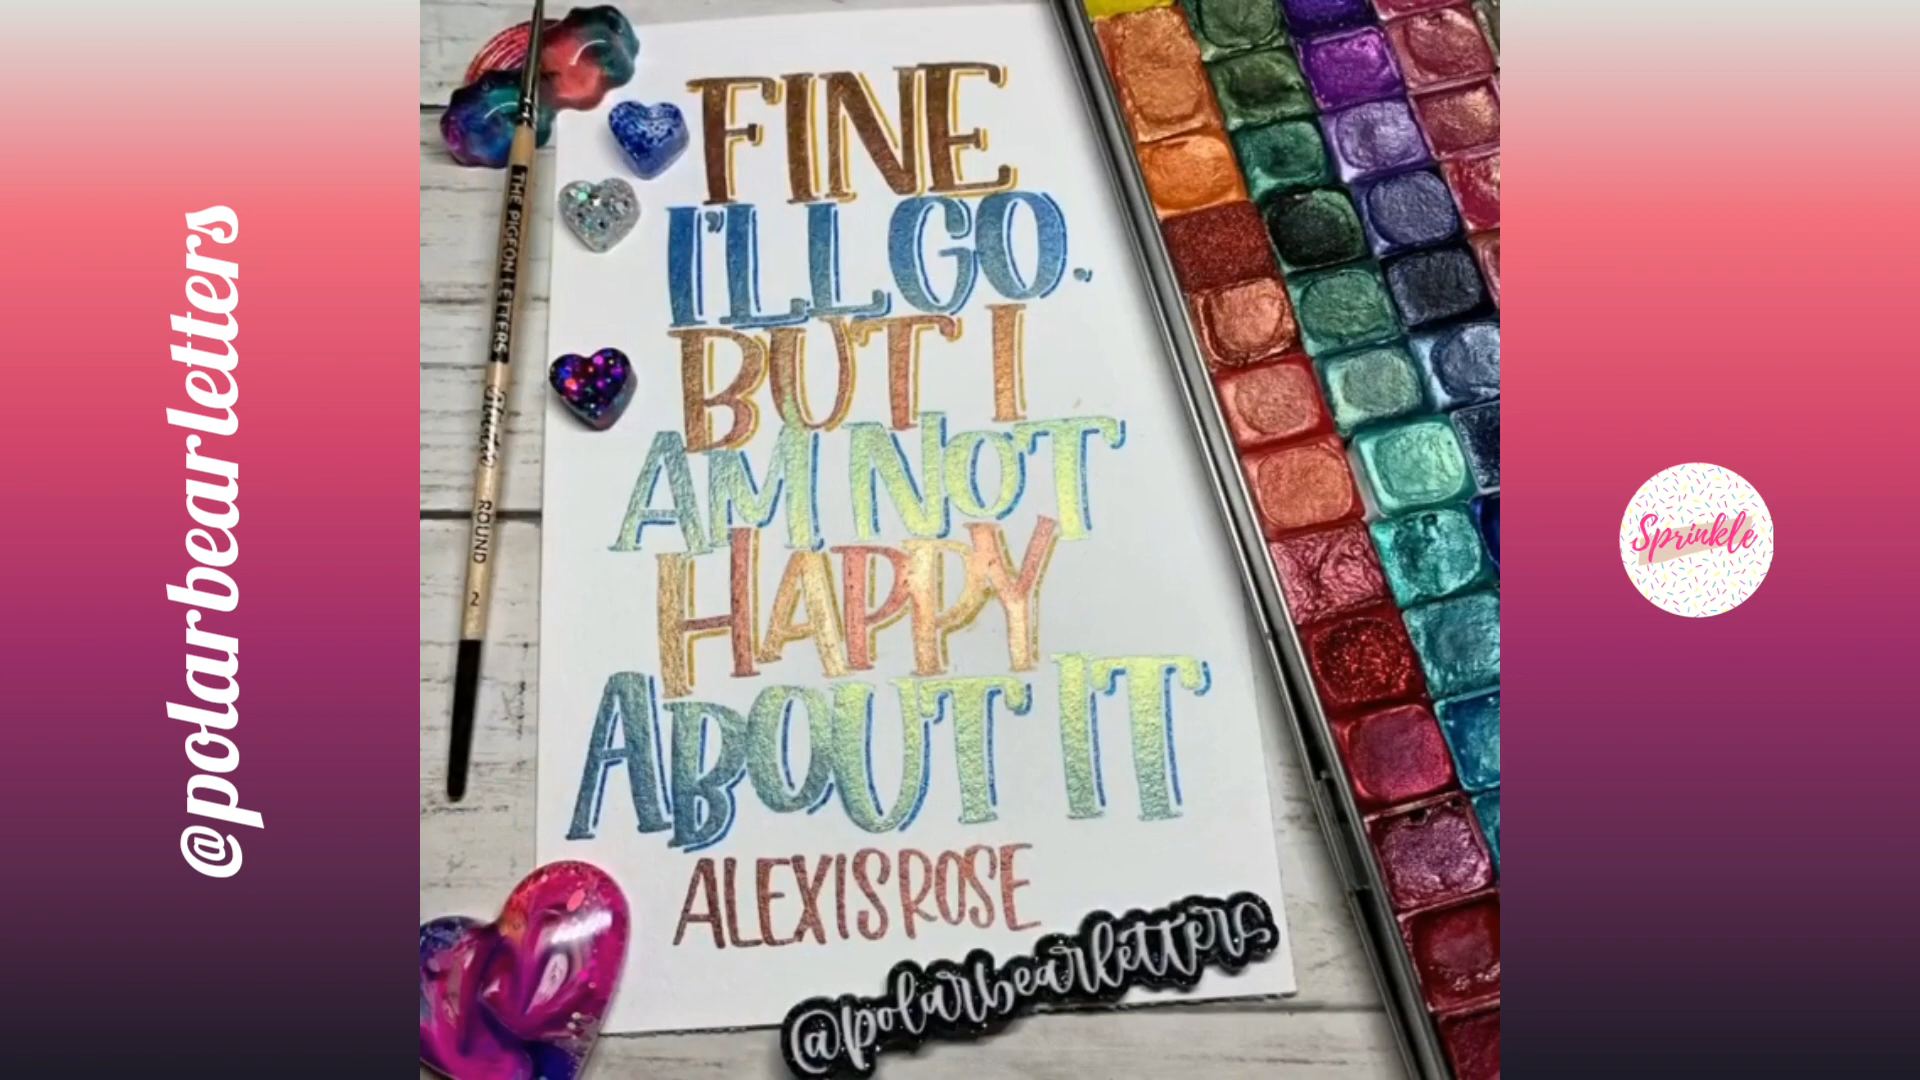 @polarbearletters
THE PIGEON LETTERS
ROUND
2
FINE
I'LL GO.
BUT I
AM NOT
HAPPY
ABOUT IT
ALEXIS ROSE
@polarbearletters
Sprinkle